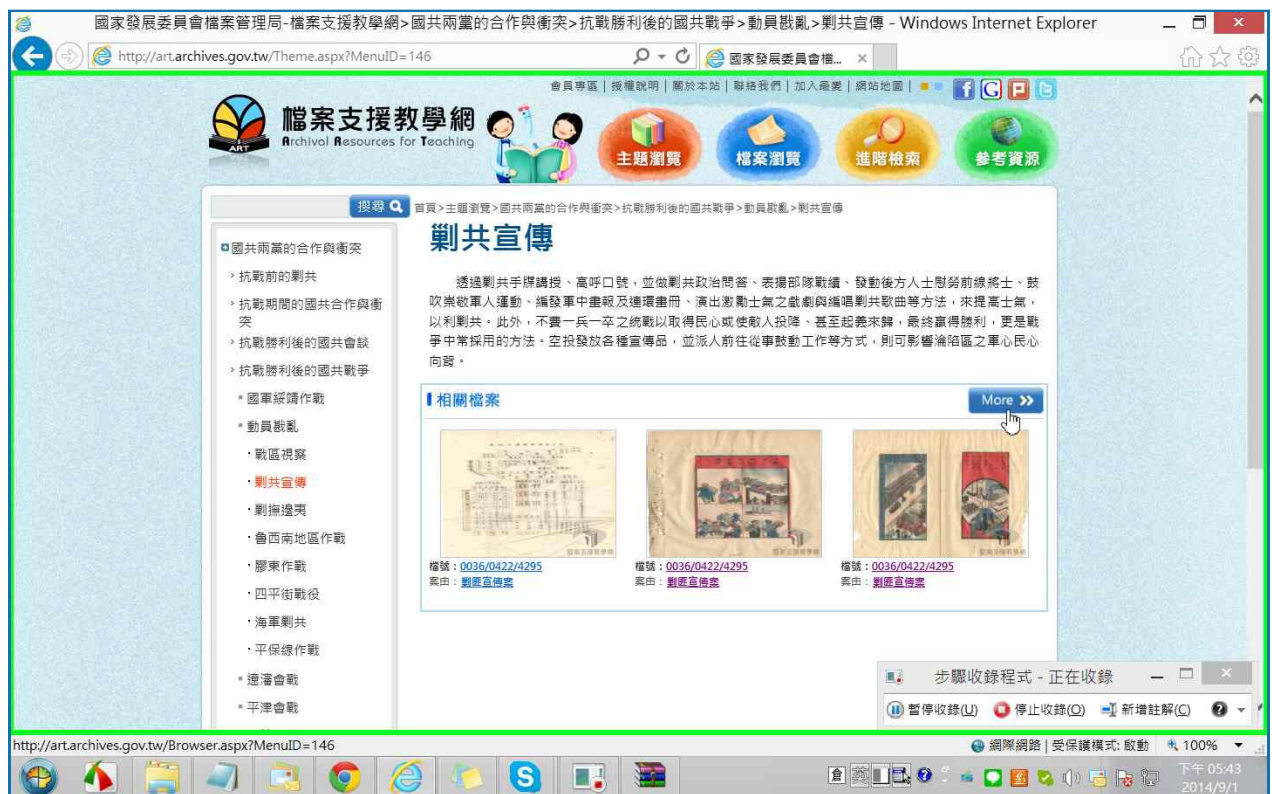 國家發展委員會檔案管理局-檔案支援教學網>國共兩黨的合作與衝突>抗戰勝利後的國共戰爭>動員戡亂>剿共宣傳 - Windows Internet Explorer
http://art.archives.gov.tw/Theme.aspx?MenuID=146
國家發展委員會檔...
會員專區 | 授權說明 | 關於本站 | 聯絡我們 | 加入最愛 | 網站地圖 |
檔案支援教學網
Archival Resources for Teaching
ART
主題瀏覽
檔案瀏覽
進階檢索
參考資源
搜尋
首頁>主題瀏覽>國共兩黨的合作與衝突>抗戰勝利後的國共戰爭>動員戡亂>剿共宣傳
國共兩黨的合作與衝突
抗戰前的剿共
抗戰期間的國共合作與衝
突
抗戰勝利後的國共會談
抗戰勝利後的國共戰爭
國軍綏靖作戰
動員戡亂
戰區視察
剿共宣傳
剿撫邊夷
魯西南地區作戰
膠東作戰
四平街戰役
海軍剿共
平保線作戰
遼瀋會戰
平津會戰
剿共宣傳
透過剿共手牒講授、高呼口號，並做剿共政治問答、表揚部隊戰績、發動後方人士慰勞前線將士、鼓
吹崇敬軍人運動、編發軍中畫報及連環畫冊、演出激勵士氣之戲劇與編唱剿共歌曲等方法，來提高士氣，
以利剿共。此外，不費一兵一卒之統戰以取得民心或使敵人投降、甚至起義來歸，最終贏得勝利，更是戰
爭中常採用的方法。空投發放各種宣傳品，並派人前往從事鼓動工作等方式，則可影響淪陷區之軍心民心
向背。
相關檔案
More
檔號：0036/0422/4295
案由：剿匪宣傳案
檔號：0036/0422/4295
案由：剿匪宣傳案
檔號：0036/0422/4295
案由：剿匪宣傳案
步驟收錄程式 - 正在收錄
暫停收錄(U)
停止收錄(O)
新增註解(C)
http://art.archives.gov.tw/Browser.aspx?MenuID=146
網際網路 | 受保護模式: 啟動
100%
下午 05:43
2014/9/1